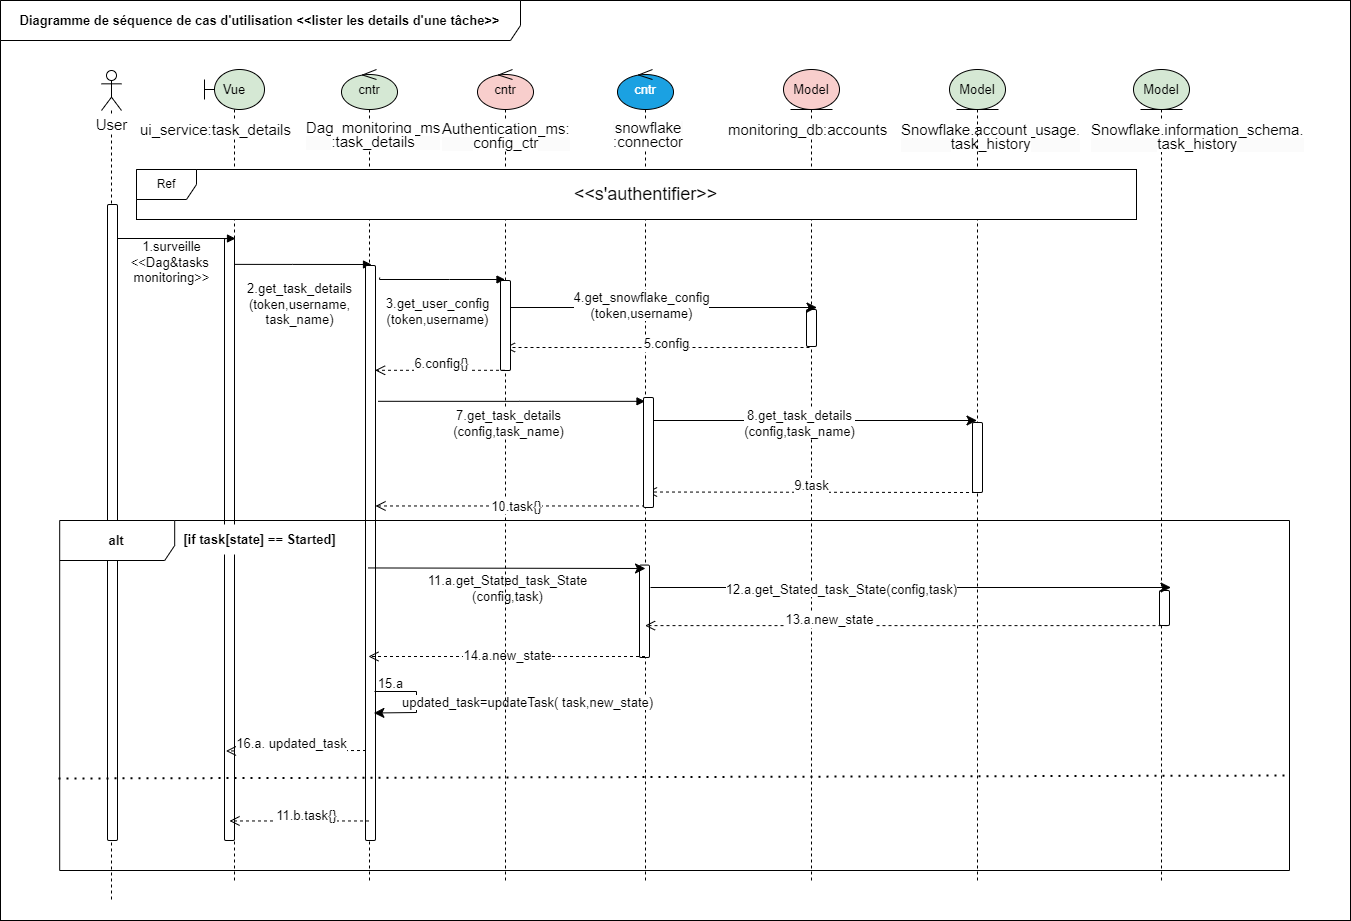 Diagramme de séquence de cas d'utilisation <<lister les details d'une tâche>>
Vue
cntr
cntr
cntr
Model
Model
Model
User
ui_service:task_details
Dag_monitoring_ms
:task_details
Authentication_ms:
config_ctr
snowflake
:connector
monitoring_db:accounts
Snowflake.account_usage.
task_history
Snowflake.information_schema.
task_history
Ref
<<s'authentifier>>
1.surveille
<<Dag&tasks
monitoring>>
2.get_task_details
(token,username,
task_name)
3.get_user_config
(token,username)
4.get_snowflake_config
(token,username)
5.config
6.config{}
7.get_task_details
(config,task_name)
8.get_task_details
(config,task_name)
9.task
10.task{}
alt
[if task[state] == Started]
11.a.get_Stated_task_State
(config,task)
12.a.get_Stated_task_State(config,task)
13.a.new_state
14.a.new_state
15.a
updated_task=updateTask( task,new_state)
16.a. updated_task
11.b.task{}